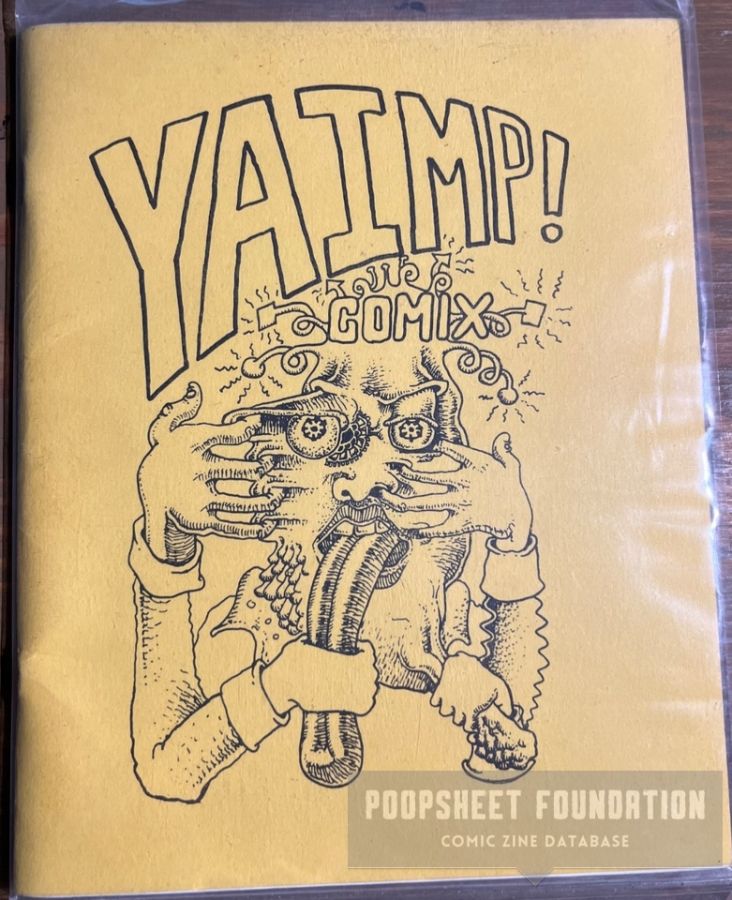 YAIMP!
COMIX
POOPSHEET FOUNDATION
COMIC ZINE DATABASE